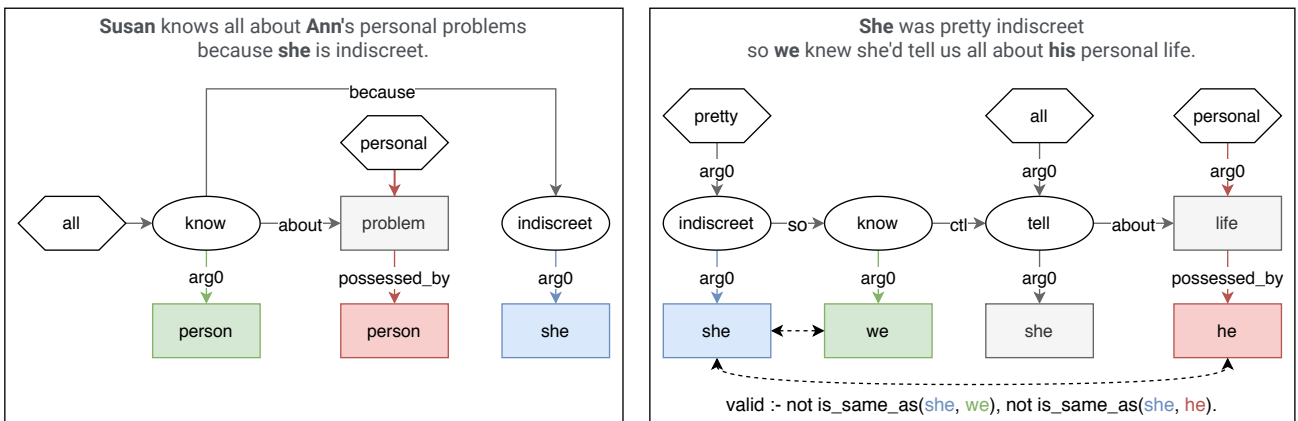 Susan knows all about Ann's personal problems
because she is indiscreet.
because
personal
all
know
about
problem
indiscreet
arg0
possessed_by
arg0
person
person
she
She was pretty indiscreet
so we knew she'd tell us all about his personal life.
pretty
all
personal
arg0
arg0
arg0
indiscreet
so
know
ctl
tell
about
life
arg0
arg0
arg0
possessed_by
she
we
she
he
valid :- not is_same_as(she, we), not is_same_as(she, he).